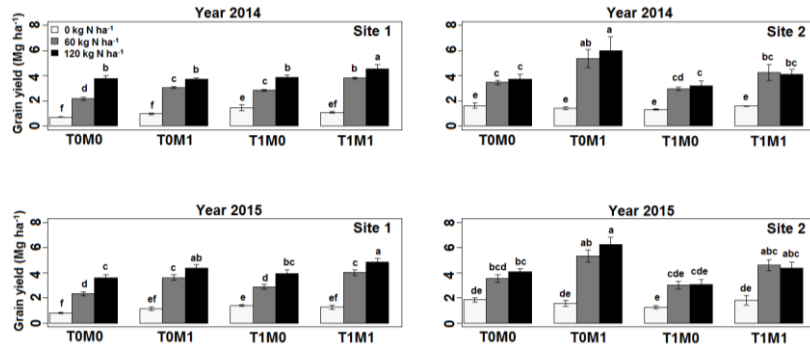 Year 2014
Site 1
0 kg N ha⁻¹
60 kg N ha⁻¹
120 kg N ha⁻¹
Grain yield (Mg ha⁻¹)
8
6
4
2
0
f d b f c b e c b ef b a
T0M0 T0M1 T1M0 T1M1
Year 2014
Site 2
8
6
4
2
0
e c c e ab a e cd c e bc bc
T0M0 T0M1 T1M0 T1M1
Year 2015
Site 1
Grain yield (Mg ha⁻¹)
8
6
4
2
0
f d c ef c ab e d bc ef c a
T0M0 T0M1 T1M0 T1M1
Year 2015
Site 2
8
6
4
2
0
de bcd bc de ab a e cde cde de abc abc
T0M0 T0M1 T1M0 T1M1